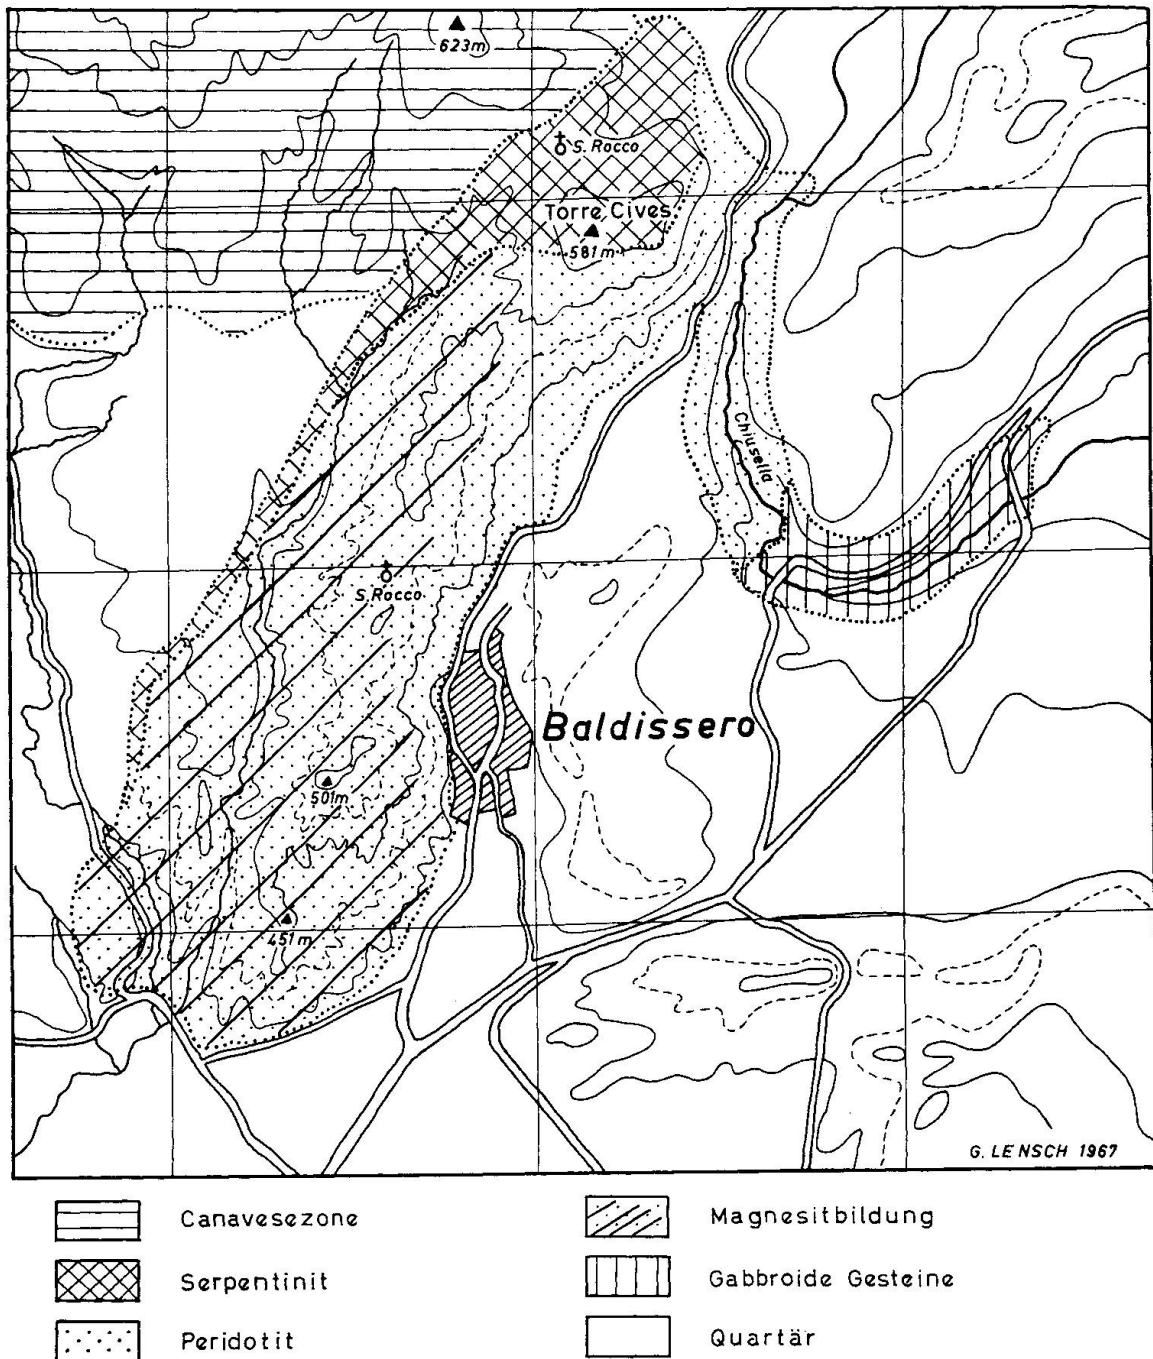 623m
S. Rocco
Torre Cives
581m
Chiusella
S. Rocco
Baldissero
501m
451m
G. LENSCH 1967
Canavesezone
Magnesitbildung
Serpentinit
Gabbroide Gesteine
Peridotit
Quartär